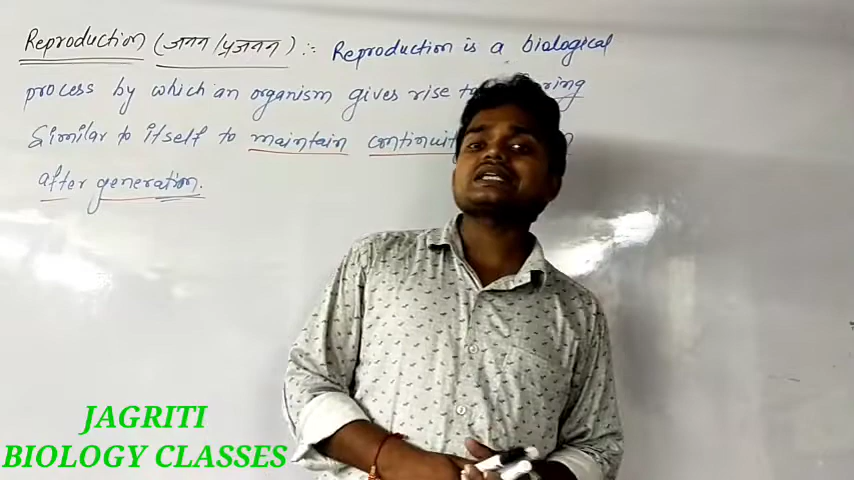 Reproduction (जनन/प्रजनन) :- Reproduction is a biological
process by which an organism gives rise ring
Similar to itself to maintain
after generation.
JAGRITI
BIOLOGY CLASSES